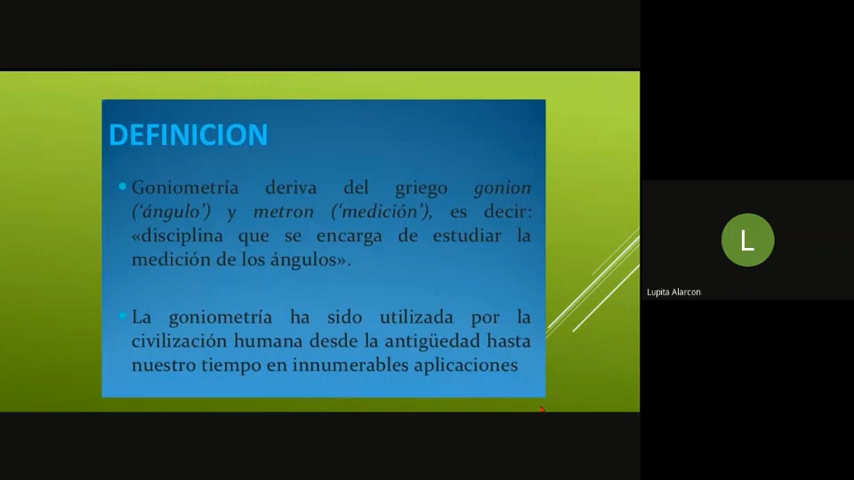 DEFINICION
• Goniometría deriva del griego gonion
('ángulo') y metron ('medición'), es decir:
«disciplina que se encarga de estudiar la
medición de los ángulos».
• La goniometría ha sido utilizada por la
civilización humana desde la antigüedad hasta
nuestro tiempo en innumerables aplicaciones
L
Lupita Alarcon